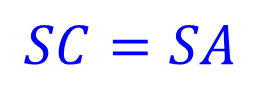 SC = SA